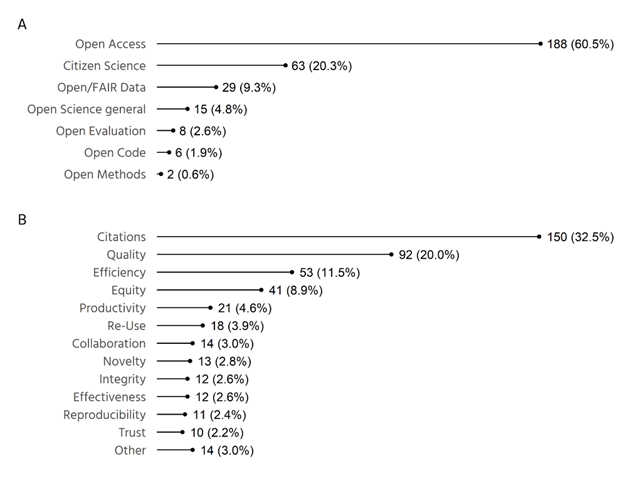 A
Open Access 188 (60.5%)
Citizen Science 63 (20.3%)
Open/FAIR Data 29 (9.3%)
Open Science general 15 (4.8%)
Open Evaluation 8 (2.6%)
Open Code 6 (1.9%)
Open Methods 2 (0.6%)
B
Citations 150 (32.5%)
Quality 92 (20.0%)
Efficiency 53 (11.5%)
Equity 41 (8.9%)
Productivity 21 (4.6%)
Re-Use 18 (3.9%)
Collaboration 14 (3.0%)
Novelty 13 (2.8%)
Integrity 12 (2.6%)
Effectiveness 12 (2.6%)
Reproducibility 11 (2.4%)
Trust 10 (2.2%)
Other 14 (3.0%)